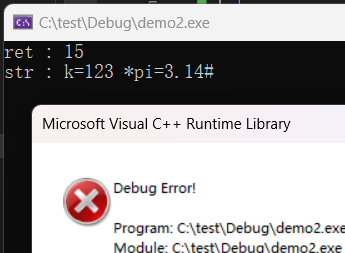 C:\test\Debug\demo2.exe
ret : 15
str : k=123 *pi=3.14#
Microsoft Visual C++ Runtime Library
Debug Error!
Program: C:\test\Debug\demo2.exe
Module: C:\test\Debug\demo2.exe